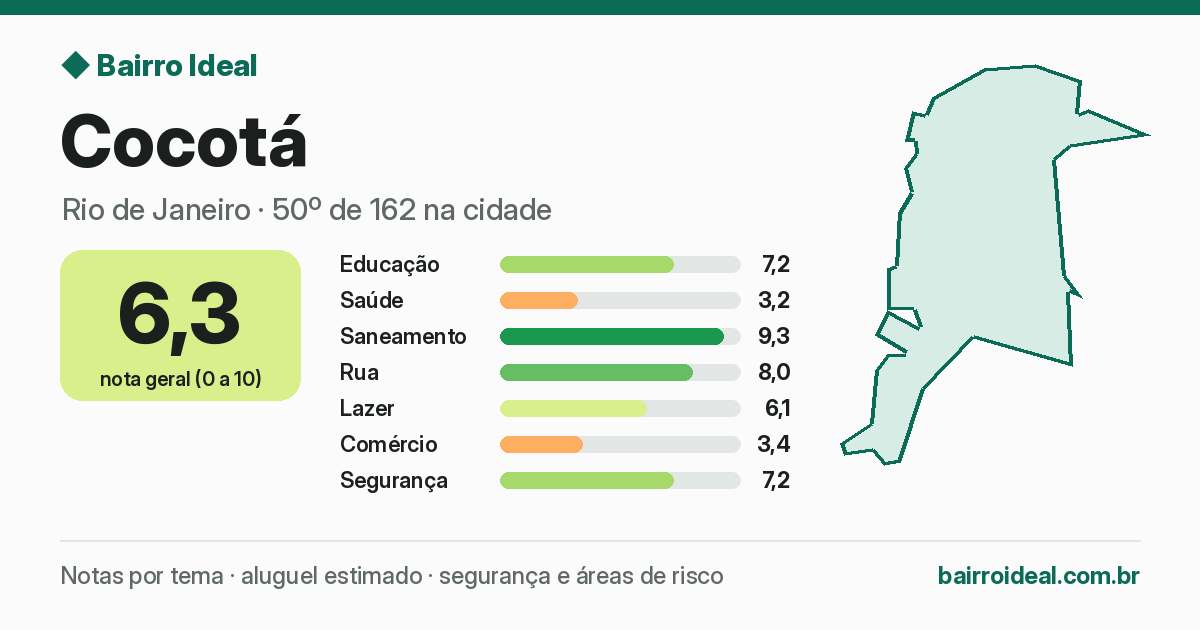 Bairro Ideal
Cocotá
Rio de Janeiro · 50º de 162 na cidade
6,3
nota geral (0 a 10)
Educação 7,2
Saúde 3,2
Saneamento 9,3
Rua 8,0
Lazer 6,1
Comércio 3,4
Segurança 7,2
Notas por tema · aluguel estimado · segurança e áreas de risco
bairroideal.com.br